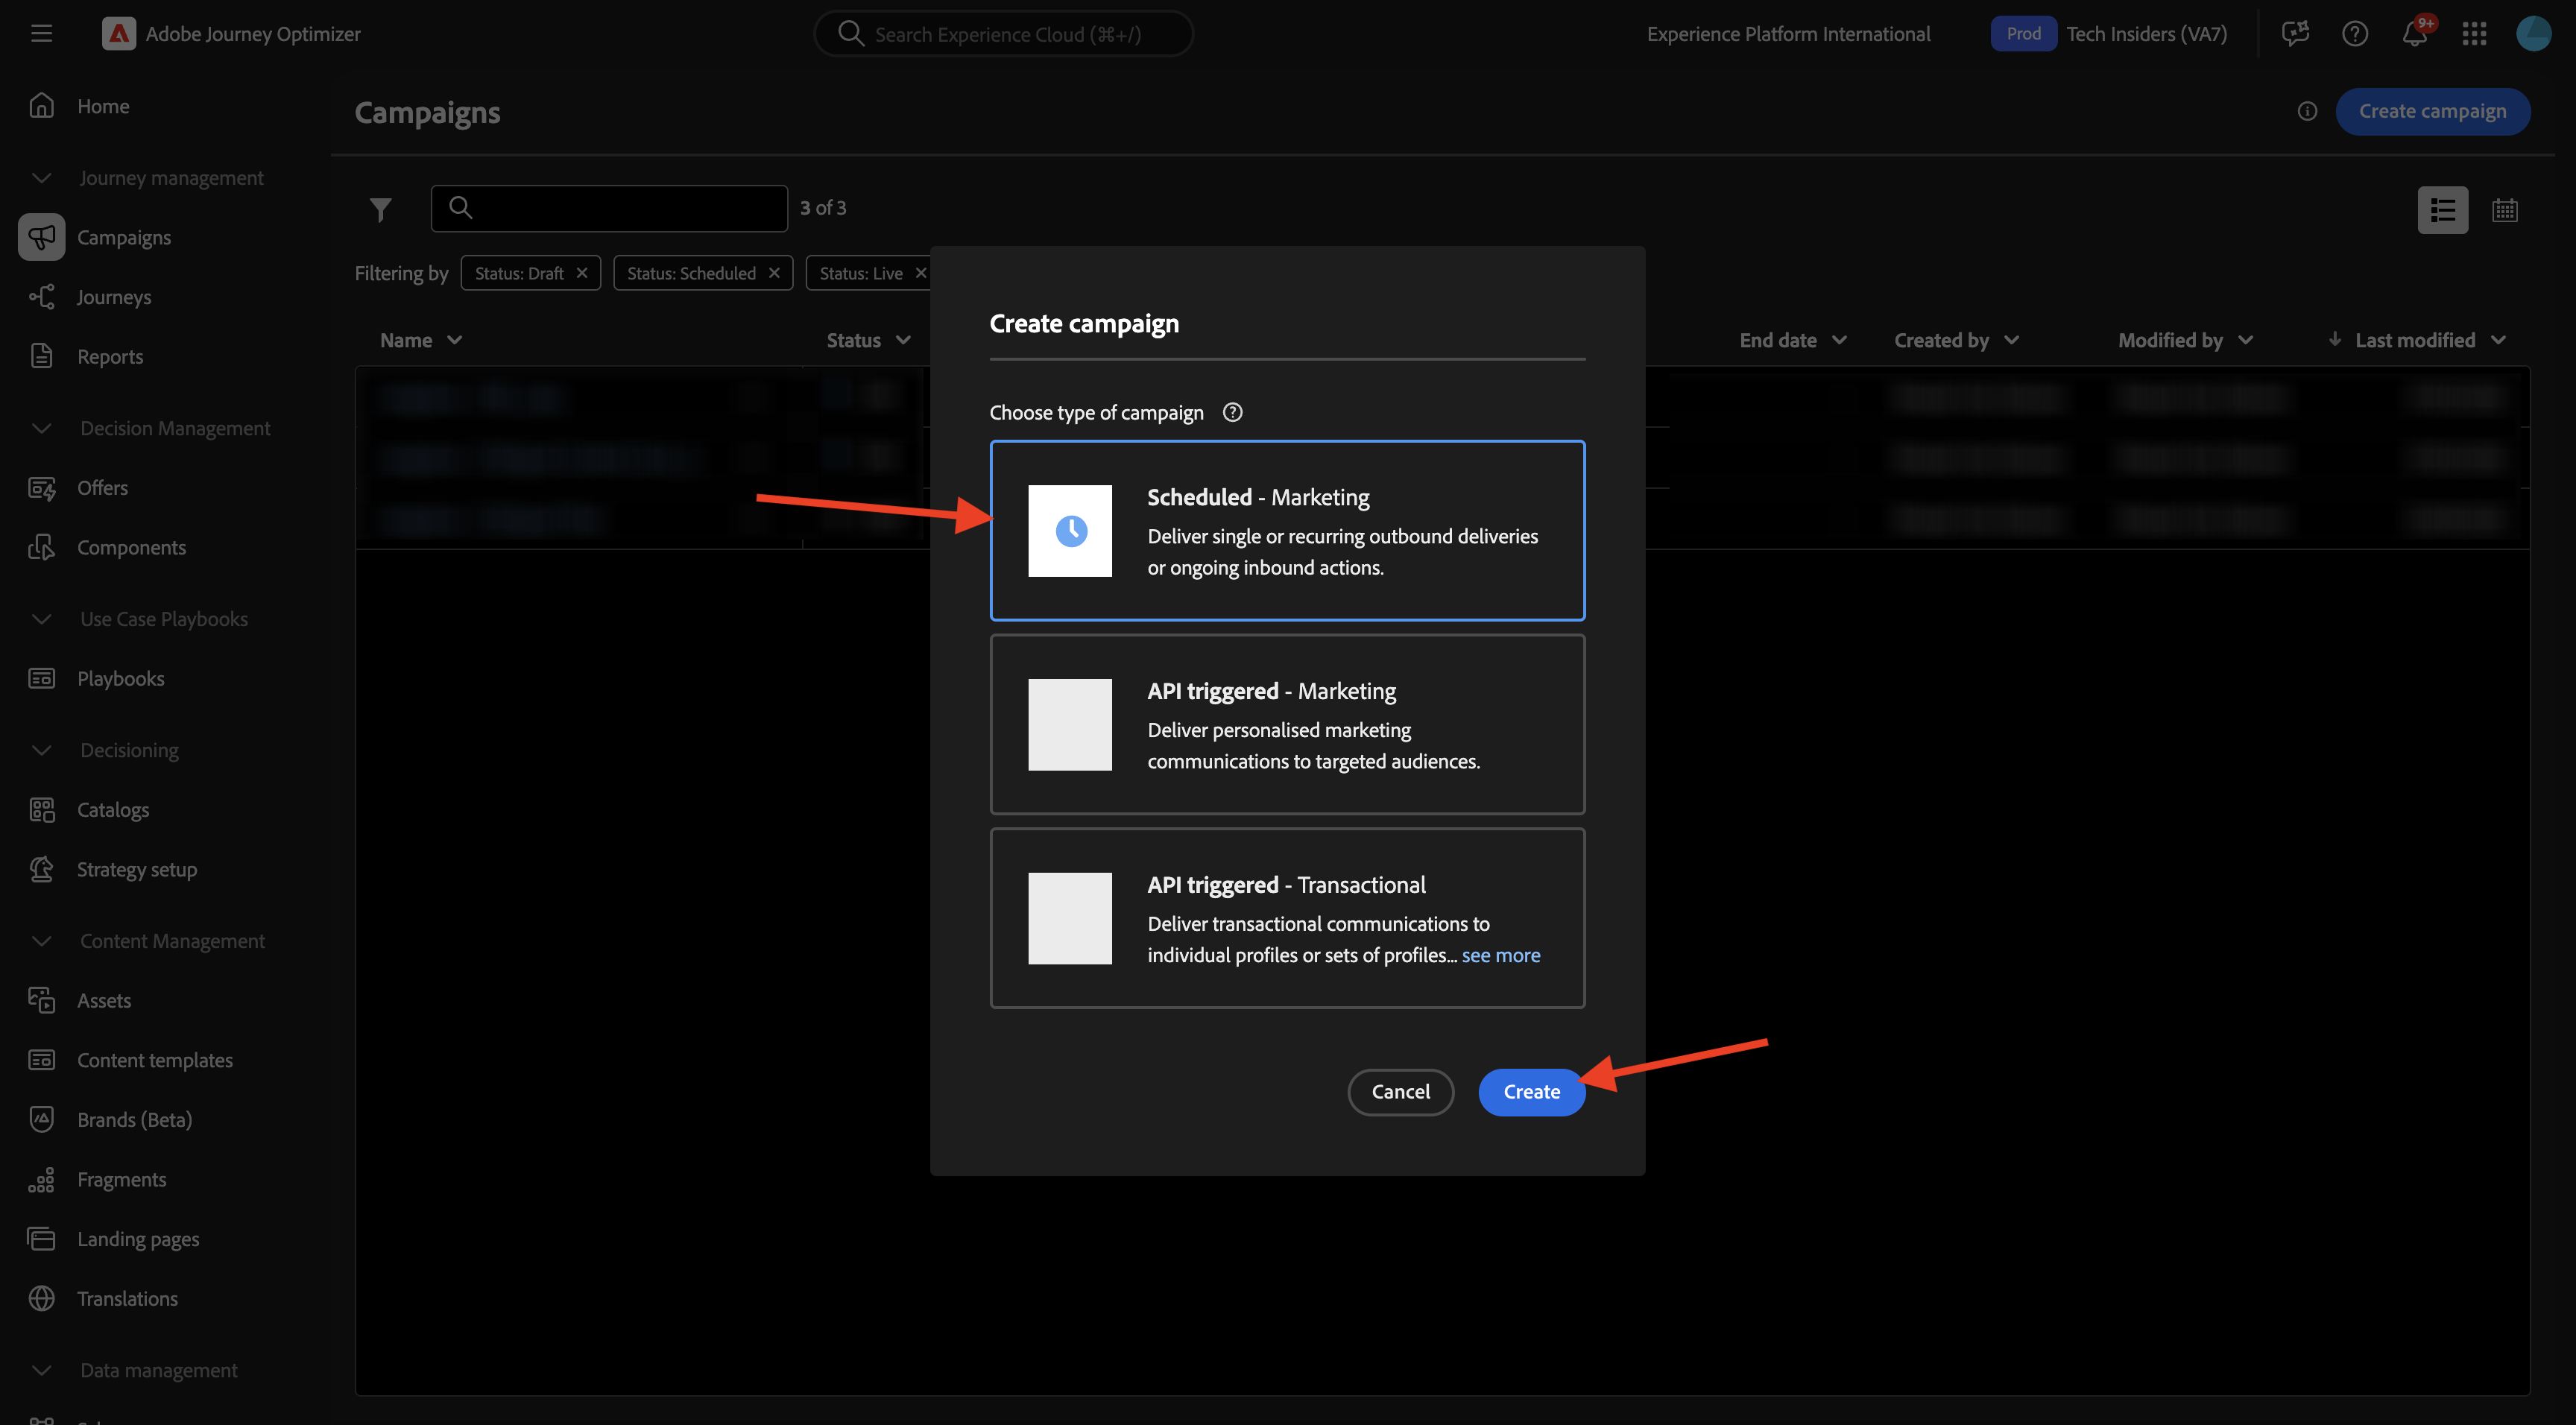 Adobe Journey Optimizer
Search Experience Cloud (⌘+/)
Experience Platform International
Prod
Tech Insiders (VA7)
9+
Home
Journey management
Campaigns
Journeys
Reports
Decision Management
Offers
Components
Use Case Playbooks
Playbooks
Decisioning
Catalogs
Strategy setup
Content Management
Assets
Content templates
Brands (Beta)
Fragments
Landing pages
Translations
Data management
Campaigns
Create campaign
3 of 3
Filtering by
Status: Draft
Status: Scheduled
Status: Live
Name
Status
End date
Created by
Modified by
Last modified
Create campaign
Choose type of campaign
Scheduled - Marketing
Deliver single or recurring outbound deliveries
or ongoing inbound actions.
API triggered - Marketing
Deliver personalised marketing
communications to targeted audiences.
API triggered - Transactional
Deliver transactional communications to
individual profiles or sets of profiles... see more
Cancel
Create